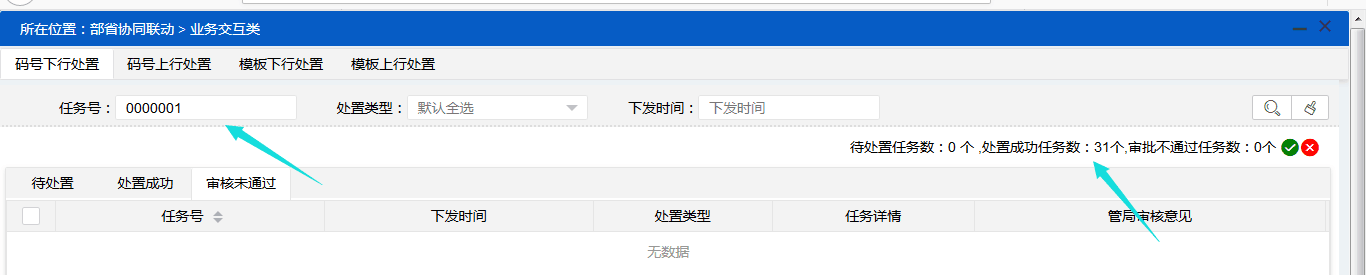 所在位置：部省协同联动 > 业务交互类
码号下行处置 码号上行处置 模板下行处置 模板上行处置
任务号： 0000001 处置类型： 默认全选 下发时间： 下发时间
待处置任务数：0 个 ,处置成功任务数：31个,审批不通过任务数：0个
待处置 处置成功 审核未通过
任务号 下发时间 处置类型 任务详情 管局审核意见
无数据